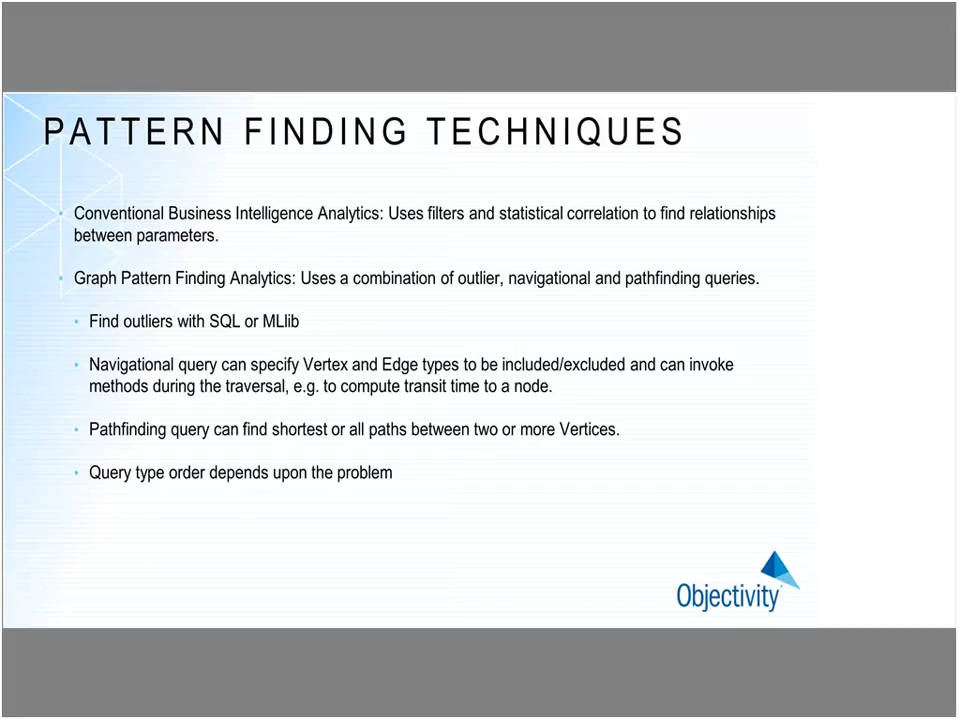 PATTERN FINDING TECHNIQUES
Conventional Business Intelligence Analytics: Uses filters and statistical correlation to find relationships
between parameters.
Graph Pattern Finding Analytics: Uses a combination of outlier, navigational and pathfinding queries.
Find outliers with SQL or MLlib
Navigational query can specify Vertex and Edge types to be included/excluded and can invoke
methods during the traversal, e.g. to compute transit time to a node.
Pathfinding query can find shortest or all paths between two or more Vertices.
Query type order depends upon the problem
Objectivity